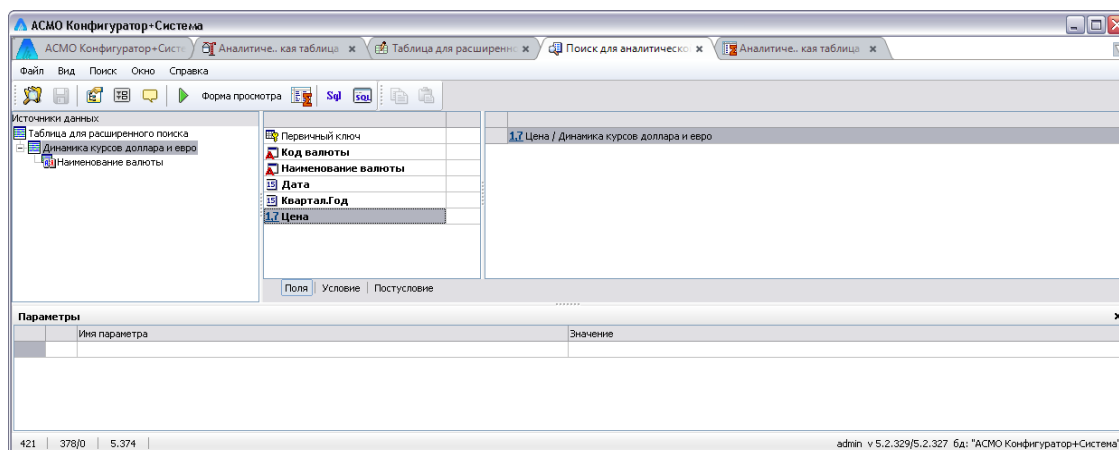 АСМО Конфигуратор+Система
АСМО Конфигуратор+Систе Аналитиче.. кая таблица Таблица для расширенно Поиск для аналитическо Аналитиче.. кая таблица
Файл Вид Поиск Окно Справка
Форма просмотра Sql SQL
Источники данных
Таблица для расширенного поиска
Динамика курсов доллара и евро
Наименование валюты
Первичный ключ
Код валюты
Наименование валюты
15 Дата
15 Квартал.Год
1,7 Цена
1,7 Цена / Динамика курсов доллара и евро
Поля Условие Постусловие
Параметры
Имя параметра Значение
421 378/0 5.374 admin v 5.2.329/5.2.327 бд: "АСМО Конфигуратор+Система"